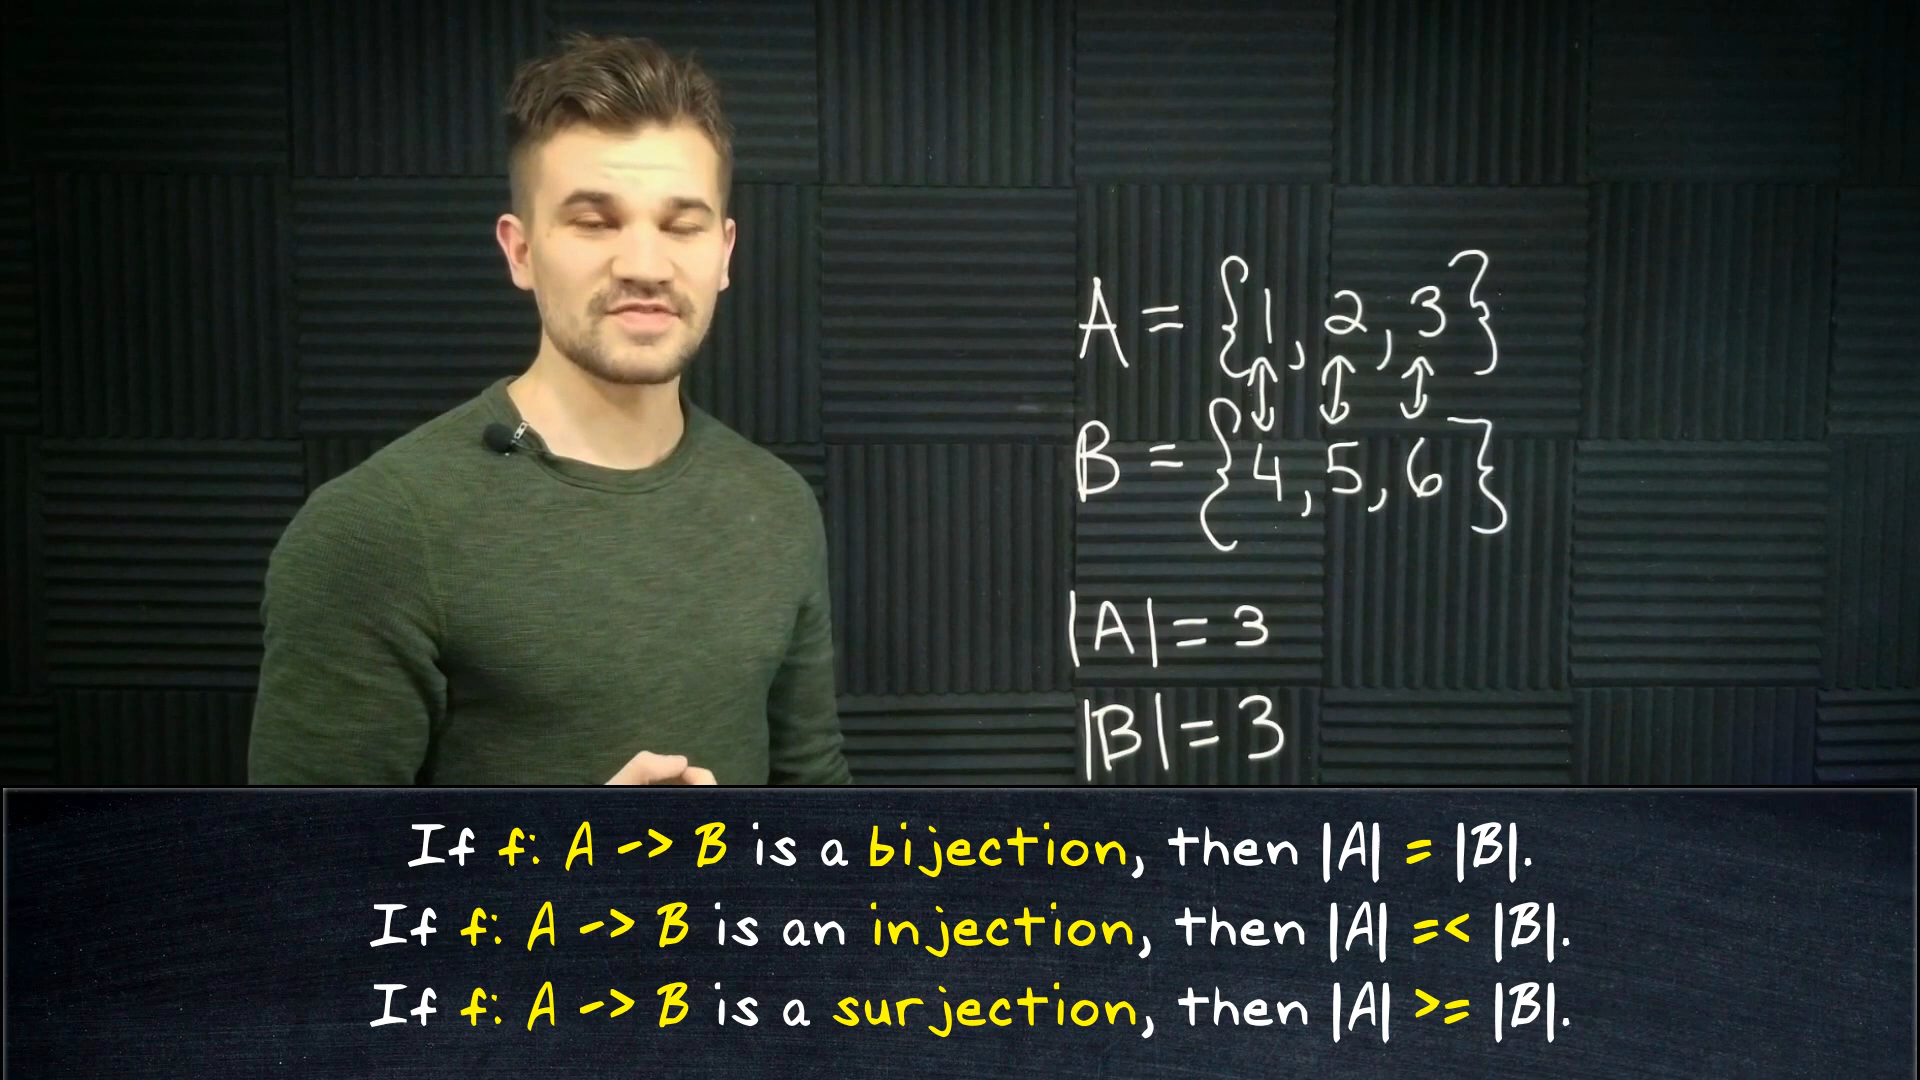 A = {1, 2, 3}
↕ ↕ ↕
B = {4, 5, 6}
|A| = 3
|B| = 3
If f: A -> B is a bijection, then |A| = |B|.
If f: A -> B is an injection, then |A| =< |B|.
If f: A -> B is a surjection, then |A| >= |B|.